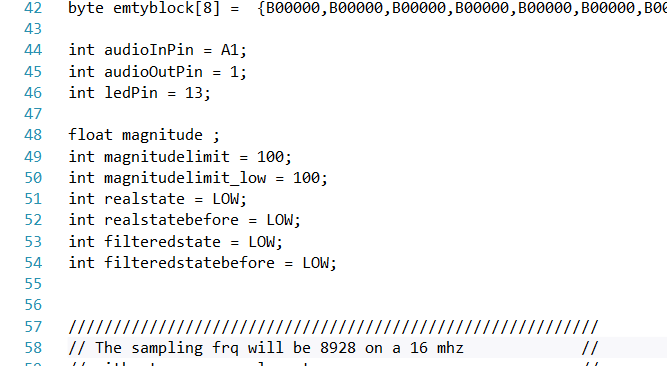 42 byte emtyblock[8] =  {B00000,B00000,B00000,B00000,B00000,B00000,B00
43
44 int audioInPin = A1;
45 int audioOutPin = 1;
46 int ledPin = 13;
47
48 float magnitude ;
49 int magnitudelimit = 100;
50 int magnitudelimit_low = 100;
51 int realstate = LOW;
52 int realstatebefore = LOW;
53 int filteredstate = LOW;
54 int filteredstatebefore = LOW;
55
56
57 ///////////////////////////////////////////////////////////
58 // The sampling frq will be 8928 on a 16 mhz             //